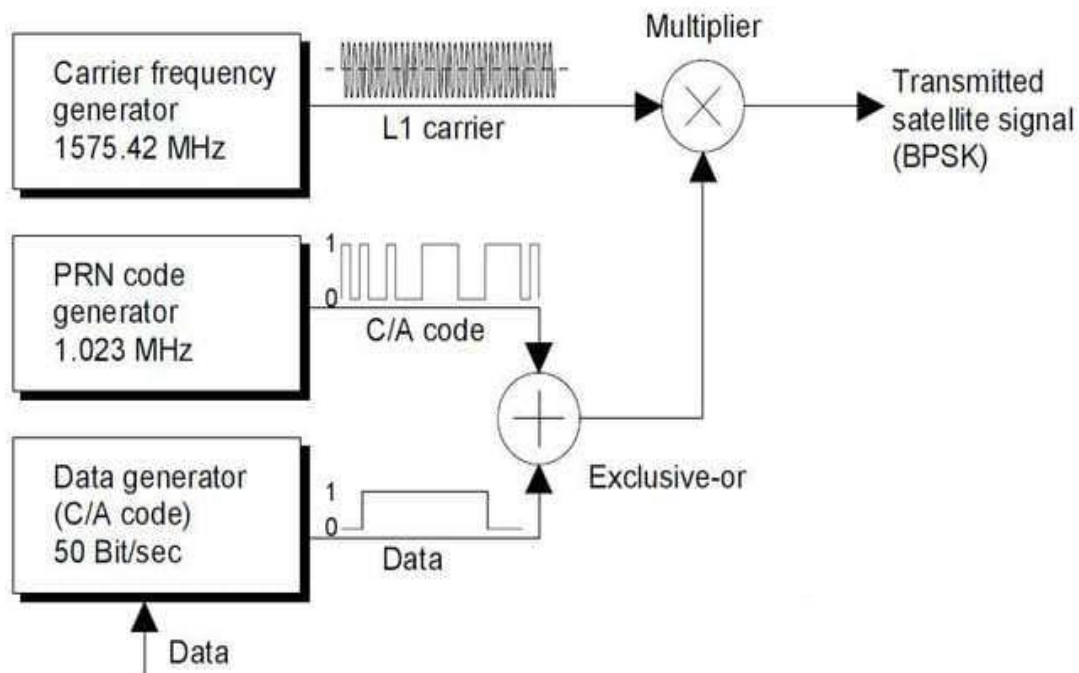 Multiplier
Carrier frequency
generator
1575.42 MHz
L1 carrier
Transmitted
satellite signal
(BPSK)
PRN code
generator
1.023 MHz
1
0
C/A code
Data generator
(C/A code)
50 Bit/sec
1
0
Data
Exclusive-or
Data